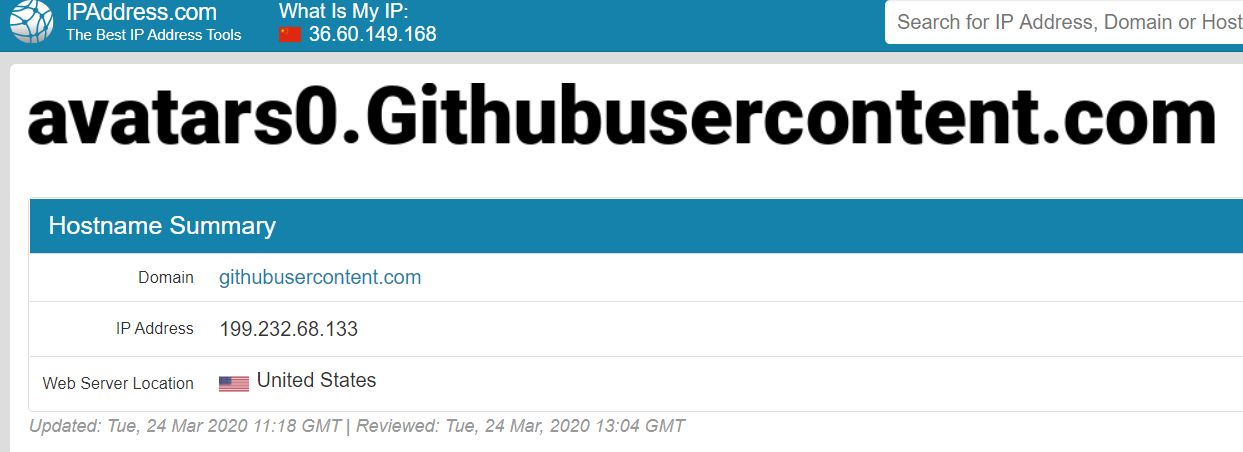 IPAddress.com
The Best IP Address Tools
What Is My IP:
36.60.149.168
Search for IP Address, Domain or Host
avatars0.Githubusercontent.com
Hostname Summary
Domain githubusercontent.com
IP Address 199.232.68.133
Web Server Location United States
Updated: Tue, 24 Mar 2020 11:18 GMT | Reviewed: Tue, 24 Mar, 2020 13:04 GMT